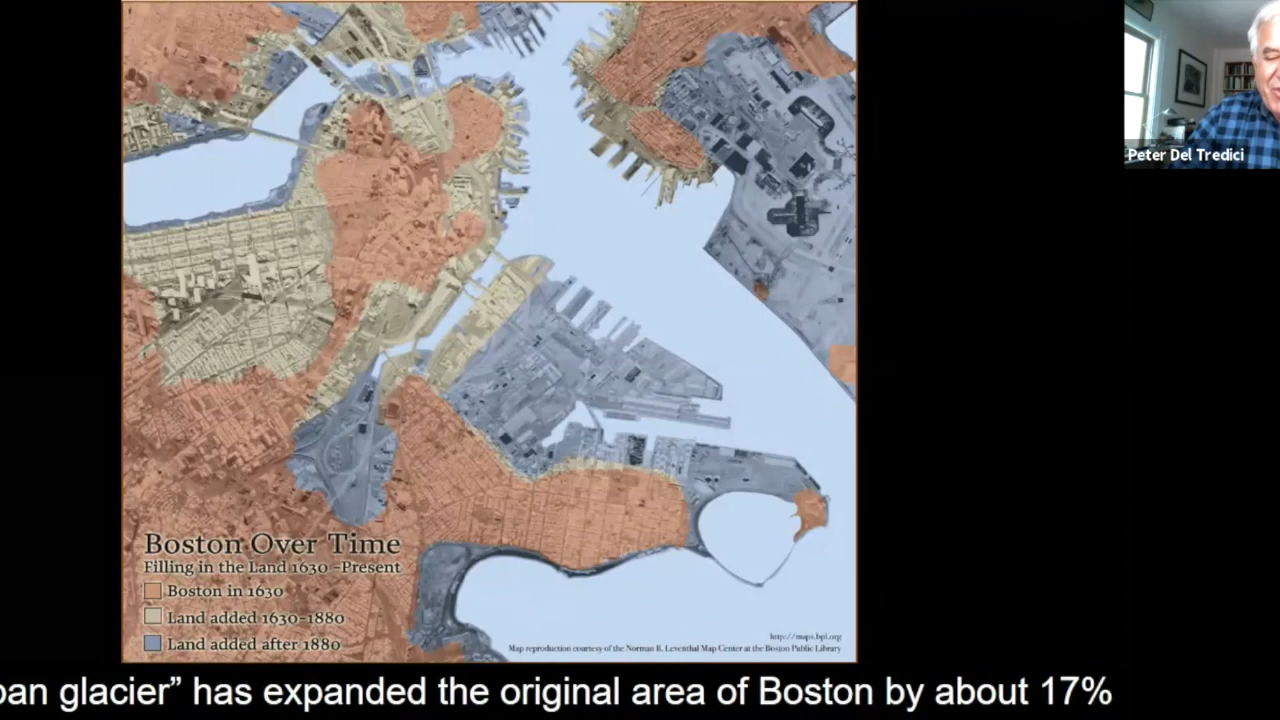 Peter Del Tredici
Boston Over Time
Filling in the Land 1630 –Present
Boston in 1630
Land added 1630-1880
Land added after 1880
http://maps.bpl.org
Map reproduction courtesy of the Norman B. Leventhal Map Center at the Boston Public Library
glacier” has expanded the original area of Boston by about 17%